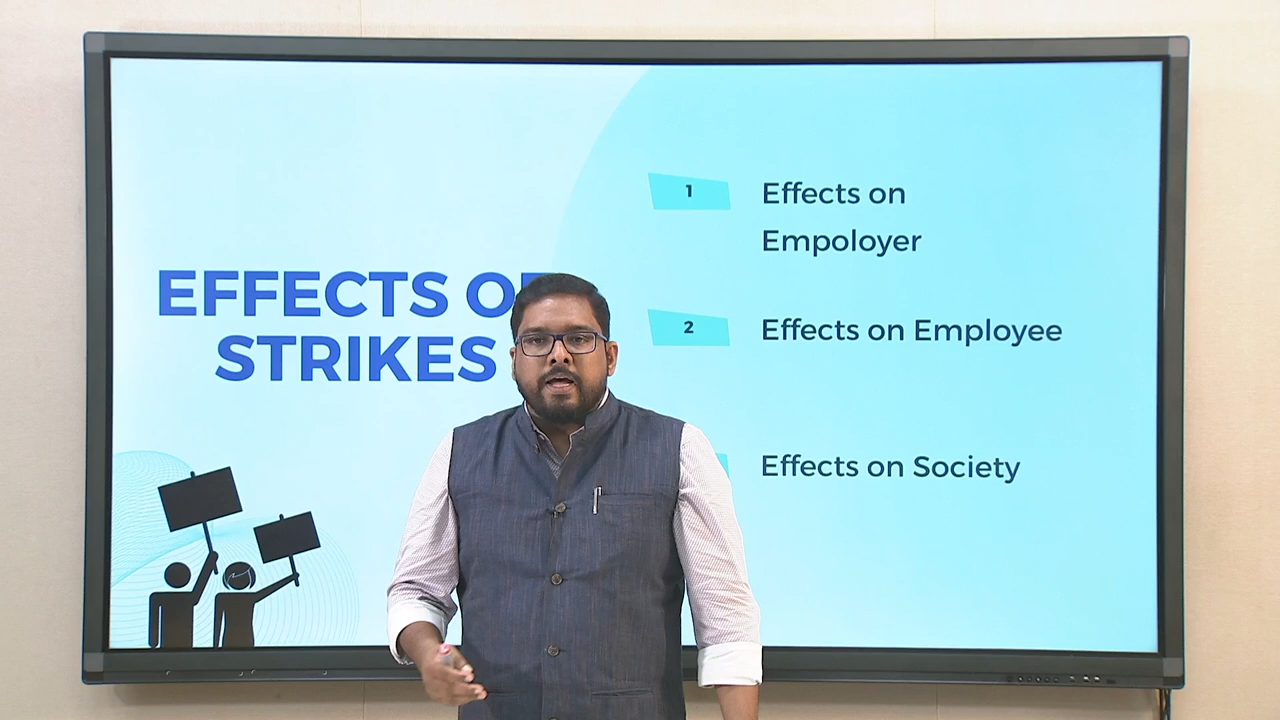 EFFECTS OF
STRIKES
1
Effects on
Empoloyer
2
Effects on Employee
Effects on Society